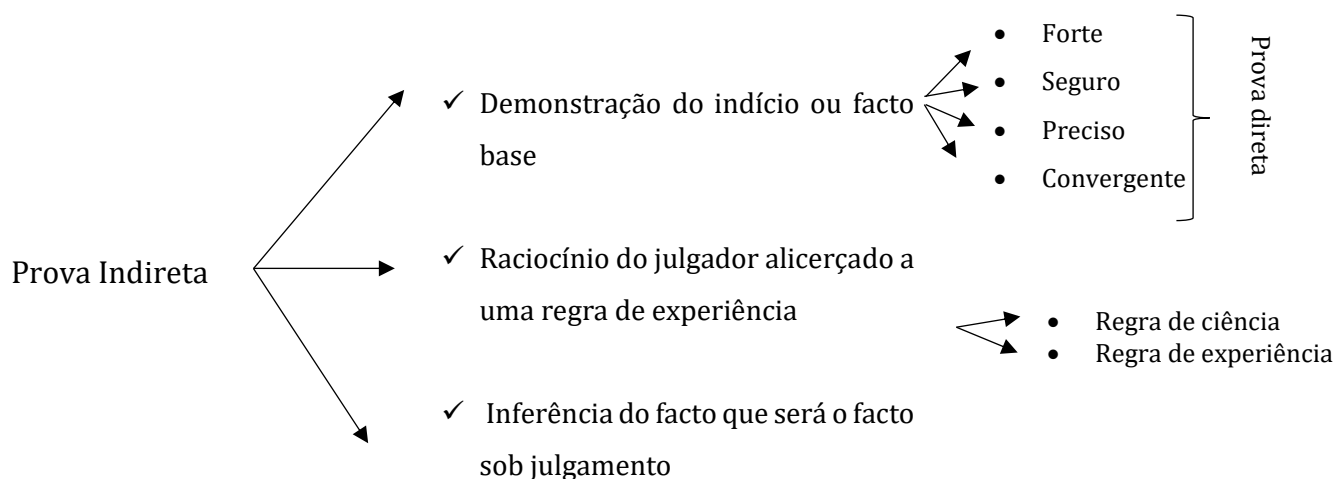 Prova Indireta
✓ Demonstração do indício ou facto
base
• Forte
• Seguro
• Preciso
• Convergente
Prova direta
✓ Raciocínio do julgador alicerçado a
uma regra de experiência
• Regra de ciência
• Regra de experiência
✓ Inferência do facto que será o facto
sob julgamento